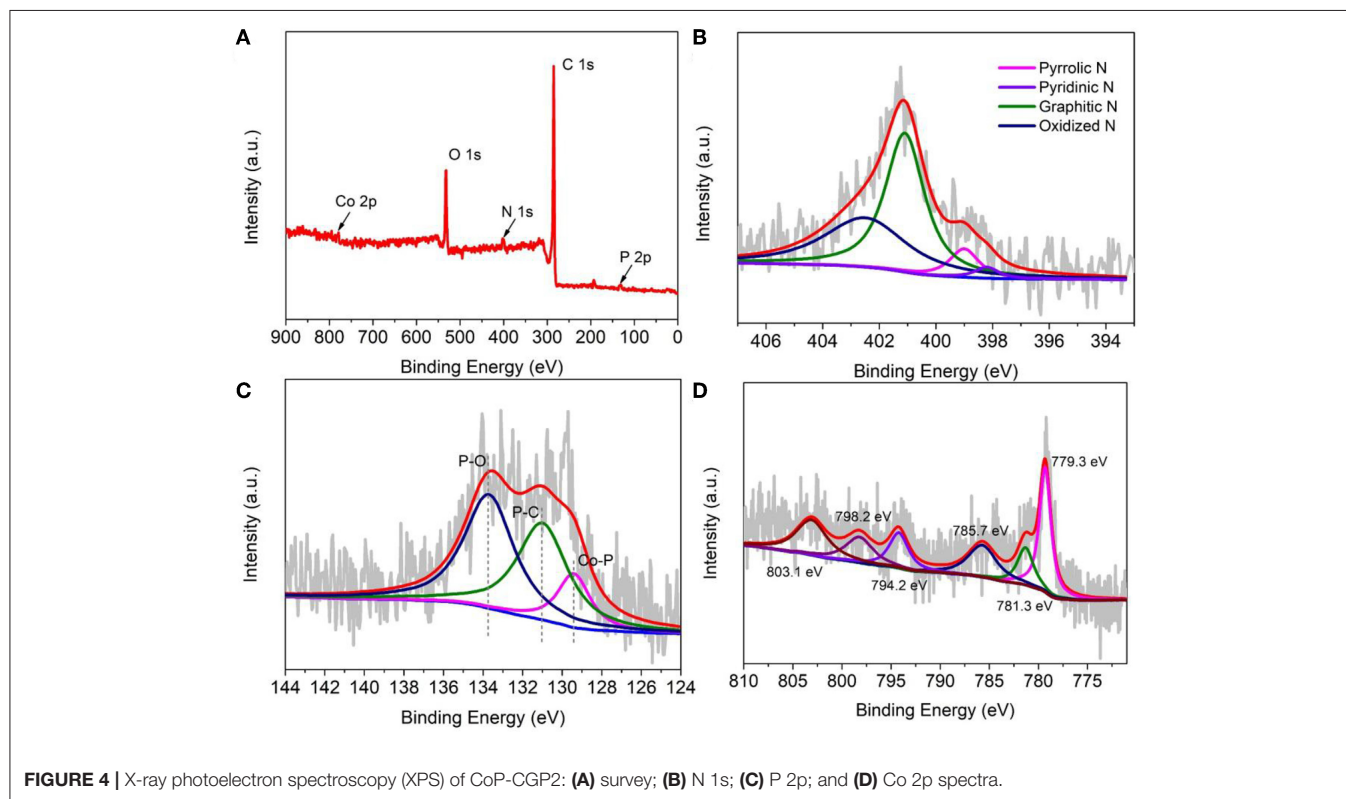 A
C 1s
O 1s
Co 2p
N 1s
P 2p
Intensity (a.u.)
900 800 700 600 500 400 300 200 100 0
Binding Energy (eV)
B
Pyrrolic N
Pyridinic N
Graphitic N
Oxidized N
Intensity (a.u.)
406 404 402 400 398 396 394
Binding Energy (eV)
C
P-O
P-C
Co-P
Intensity (a.u.)
144 142 140 138 136 134 132 130 128 126 124
Binding Energy (eV)
D
779.3 eV
798.2 eV
785.7 eV
803.1 eV
794.2 eV
781.3 eV
Intensity (a.u.)
810 805 800 795 790 785 780 775
Binding Energy (eV)
FIGURE 4 | X-ray photoelectron spectroscopy (XPS) of CoP-CGP2: (A) survey; (B) N 1s; (C) P 2p; and (D) Co 2p spectra.